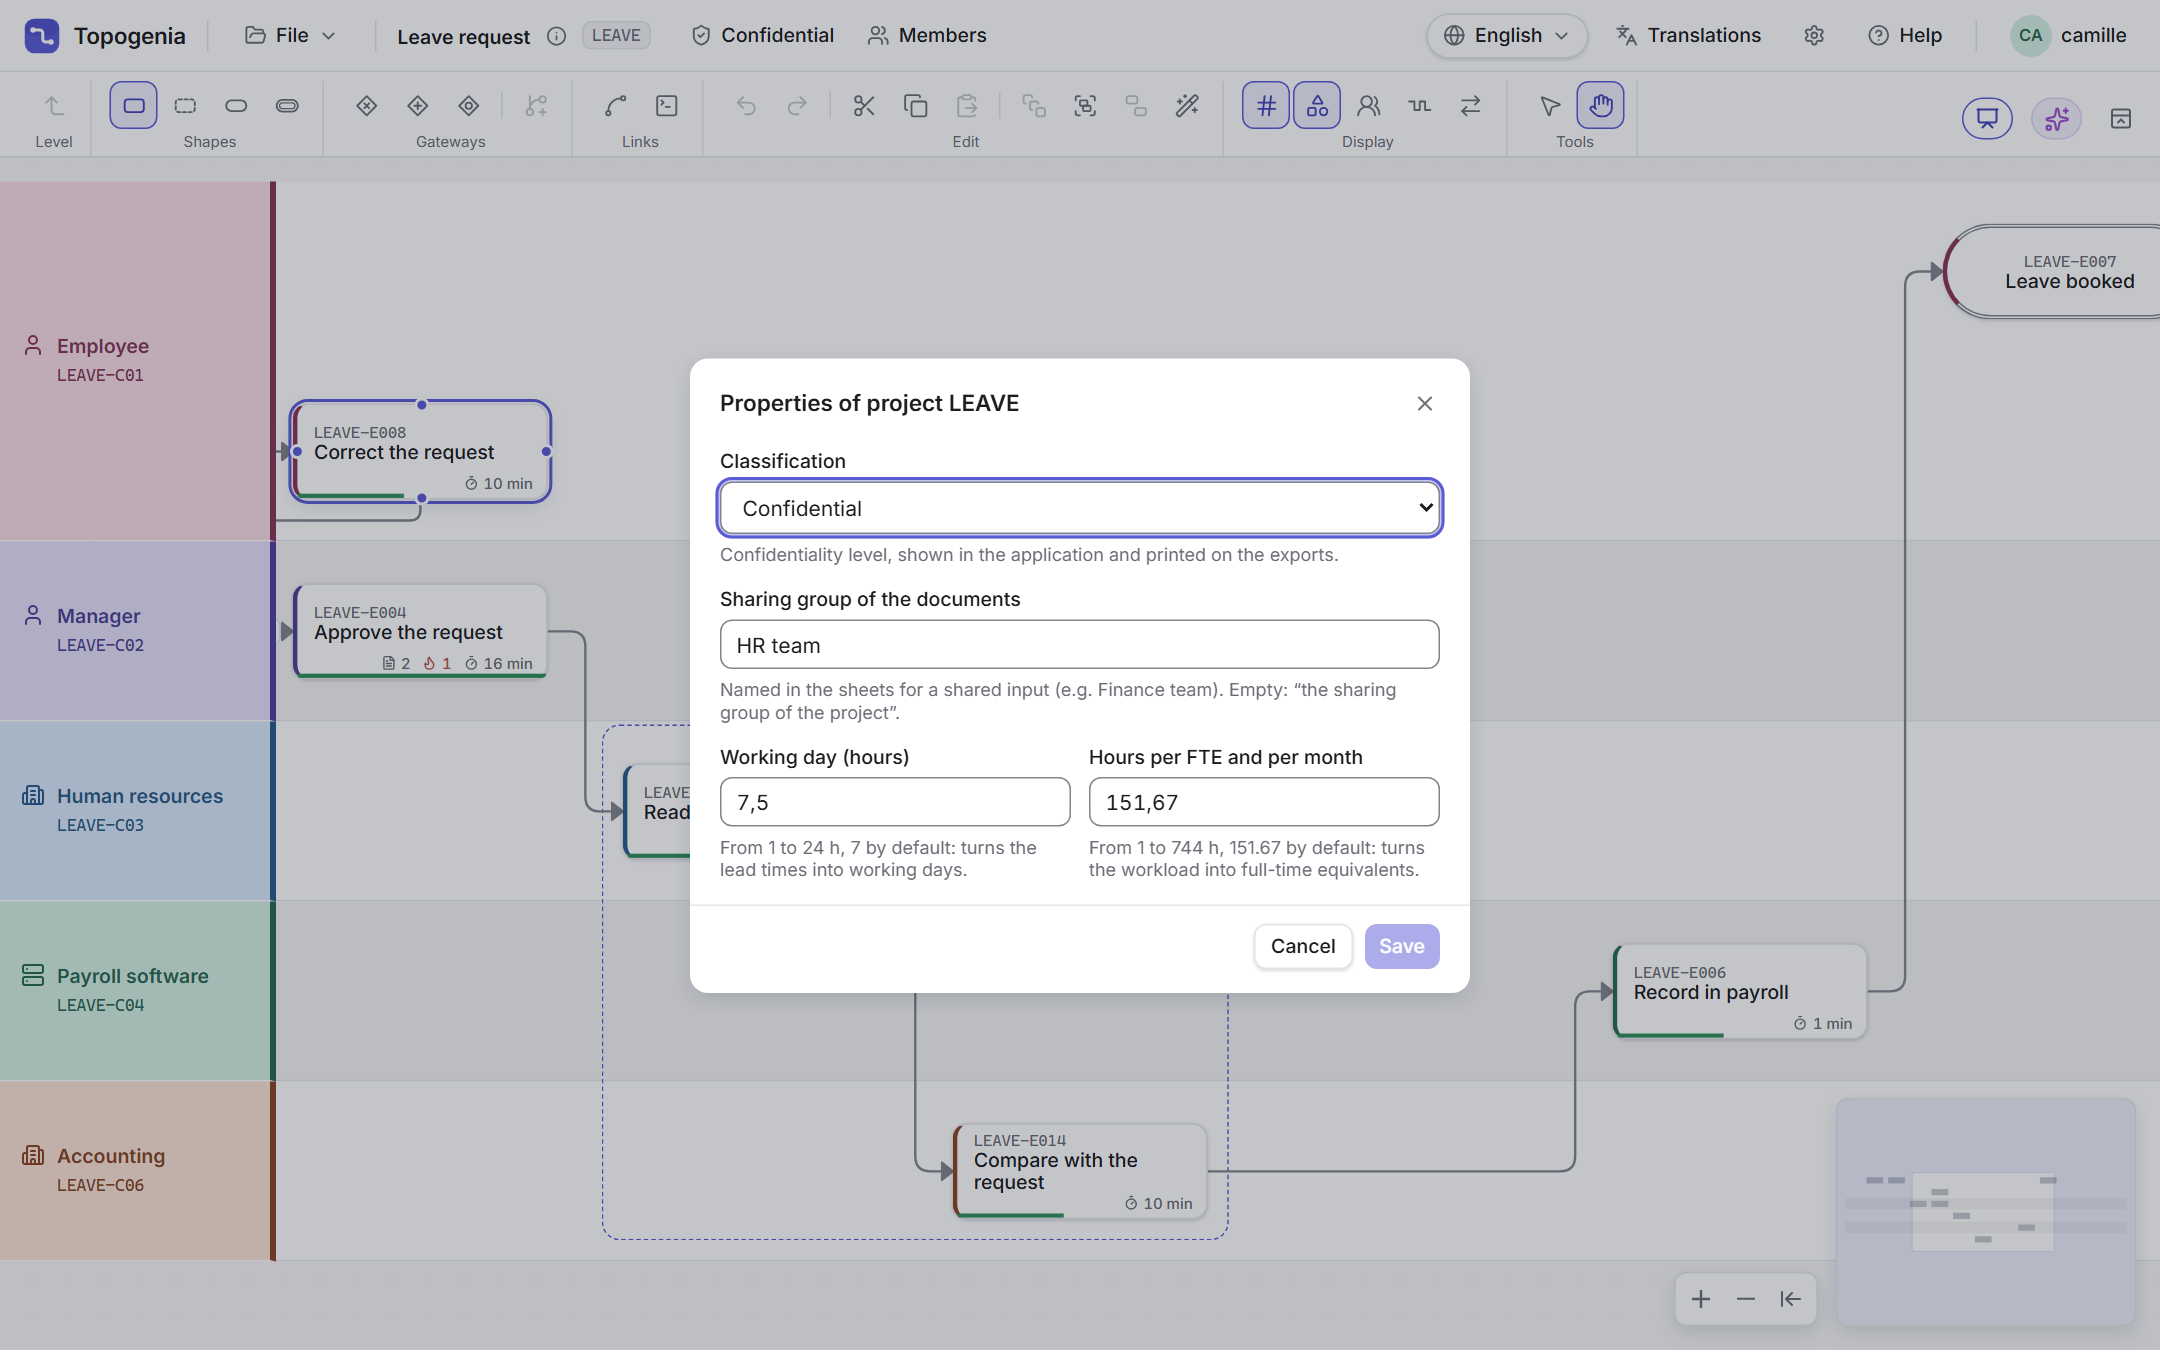 Topogenia
File
Leave request
LEAVE
Confidential
Members
English
Translations
Help
CA
camille
Level
Shapes
Gateways
Links
Edit
Display
Tools
Employee
LEAVE-C01
LEAVE-E008
Correct the request
10 min
LEAVE-E007
Leave booked
Manager
LEAVE-C02
LEAVE-E004
Approve the request
2
1
16 min
Human resources
LEAVE-C03
LEAVE
Read
Payroll software
LEAVE-C04
LEAVE-E006
Record in payroll
1 min
Accounting
LEAVE-C06
LEAVE-E014
Compare with the
request
10 min
Properties of project LEAVE
Classification
Confidential
Confidentiality level, shown in the application and printed on the exports.
Sharing group of the documents
HR team
Named in the sheets for a shared input (e.g. Finance team). Empty: “the sharing
group of the project”.
Working day (hours)
7,5
From 1 to 24 h, 7 by default: turns the
lead times into working days.
Hours per FTE and per month
151,67
From 1 to 744 h, 151.67 by default: turns
the workload into full-time equivalents.
Cancel
Save